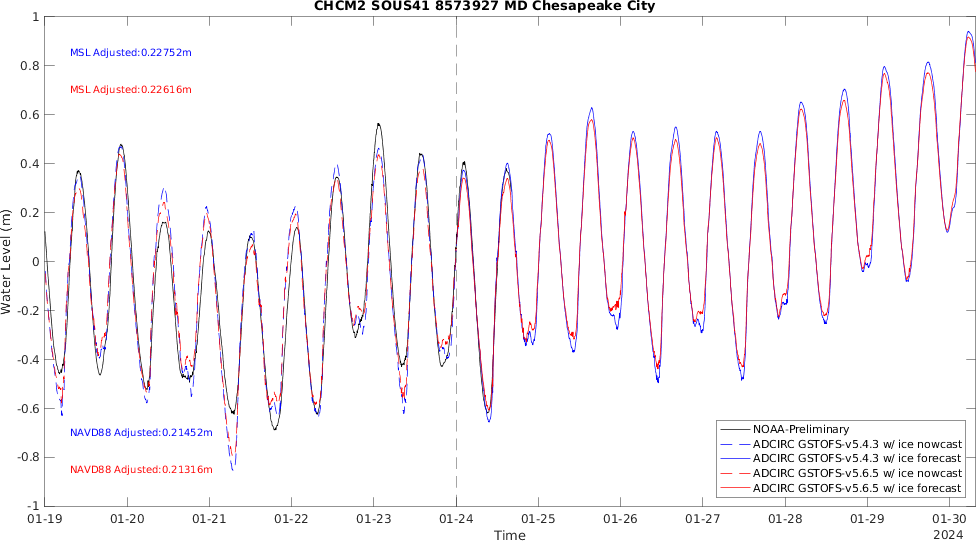 CHCM2 SOUS41 8573927 MD Chesapeake City
1
0.8
0.6
0.4
0.2
0
-0.2
-0.4
-0.6
-0.8
-1
Water Level (m)
MSL Adjusted:0.22752m
MSL Adjusted:0.22616m
NAVD88 Adjusted:0.21452m
NAVD88 Adjusted:0.21316m
NOAA-Preliminary
ADCIRC GSTOFS-v5.4.3 w/ ice nowcast
ADCIRC GSTOFS-v5.4.3 w/ ice forecast
ADCIRC GSTOFS-v5.6.5 w/ ice nowcast
ADCIRC GSTOFS-v5.6.5 w/ ice forecast
01-19 01-20 01-21 01-22 01-23 01-24 01-25 01-26 01-27 01-28 01-29 01-30
Time
2024